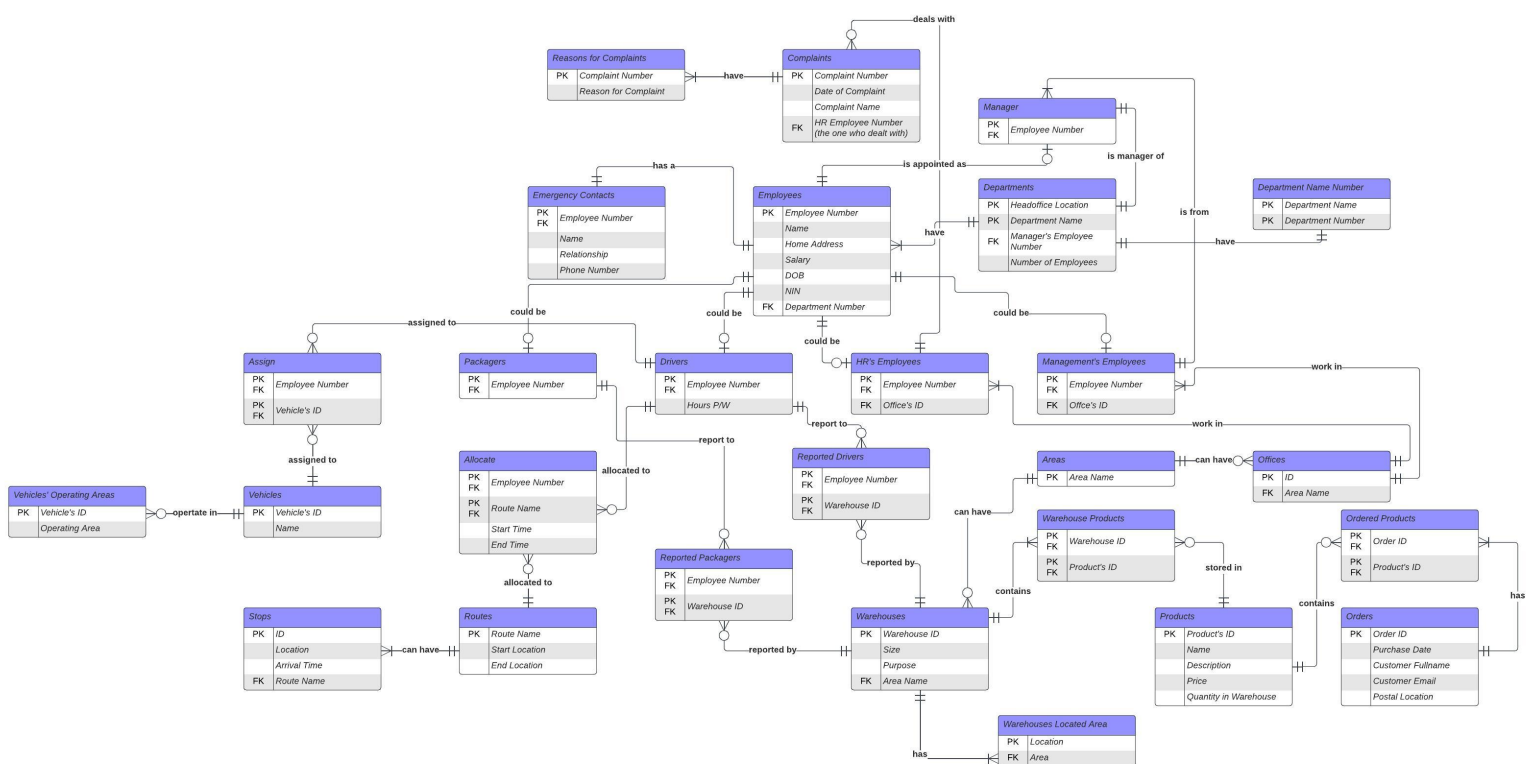 deals with
Reasons for Complaint
PK Complaint Number
Reason for Complaint
have
Complaints
PK Complaint Number
Date of Complaint
Complaint Name
FK HR Employee Number
(the one who dealt with)
Manager
PK
FK
Employee Number
is manager of
is appointed as
has a
Emergency Contacts
PK
FK
Employee Number
Name
Relationship
Phone Number
Employees
PK Employee Number
Name
Home Address
Salary
DOB
NIN
FK Department Number
have
Departments
PK Headoffice Location
PK Department Name
FK Manager's Employee
Number
Number of Employees
is from
have
Department Name Number
PK Department Name
PK Department Number
assigned to
could be
could be
could be
could be
Assign
PK
FK
Employee Number
PK
FK
Vehicle's ID
Packagers
PK
FK
Employee Number
Drivers
PK
FK
Employee Number
Hours P/W
HR's Employees
PK
FK
Employee Number
FK Office's ID
Management's Employees
PK
FK
Employee Number
FK Offce's ID
work in
work in
report to
report to
assigned to
allocated to
Allocate
PK
FK
Employee Number
PK
FK
Route Name
Start Time
End Time
Reported Drivers
PK
FK
Employee Number
PK
FK
Warehouse ID
Areas
PK Area Name
can have
Offices
PK ID
FK Area Name
Vehicles' Operating Areas
PK Vehicle's ID
Operating Area
opertate in
Vehicles
PK Vehicle's ID
Name
can have
Warehouse Products
PK
FK
Warehouse ID
PK
FK
Product's ID
Ordered Products
PK
FK
Order ID
PK
FK
Product's ID
Reported Packagers
PK
FK
Employee Number
PK
FK
Warehouse ID
reported by
stored in
allocated to
contains
contains
has
Stops
PK ID
Location
Arrival Time
FK Route Name
can have
Routes
PK Route Name
Start Location
End Location
reported by
Warehouses
PK Warehouse ID
Size
Purpose
FK Area Name
Products
PK Product's ID
Name
Description
Price
Quantity in Warehouse
Orders
PK Order ID
Purchase Date
Customer Fullname
Customer Email
Postal Location
has
Warehouses Located Area
PK Location
FK Area